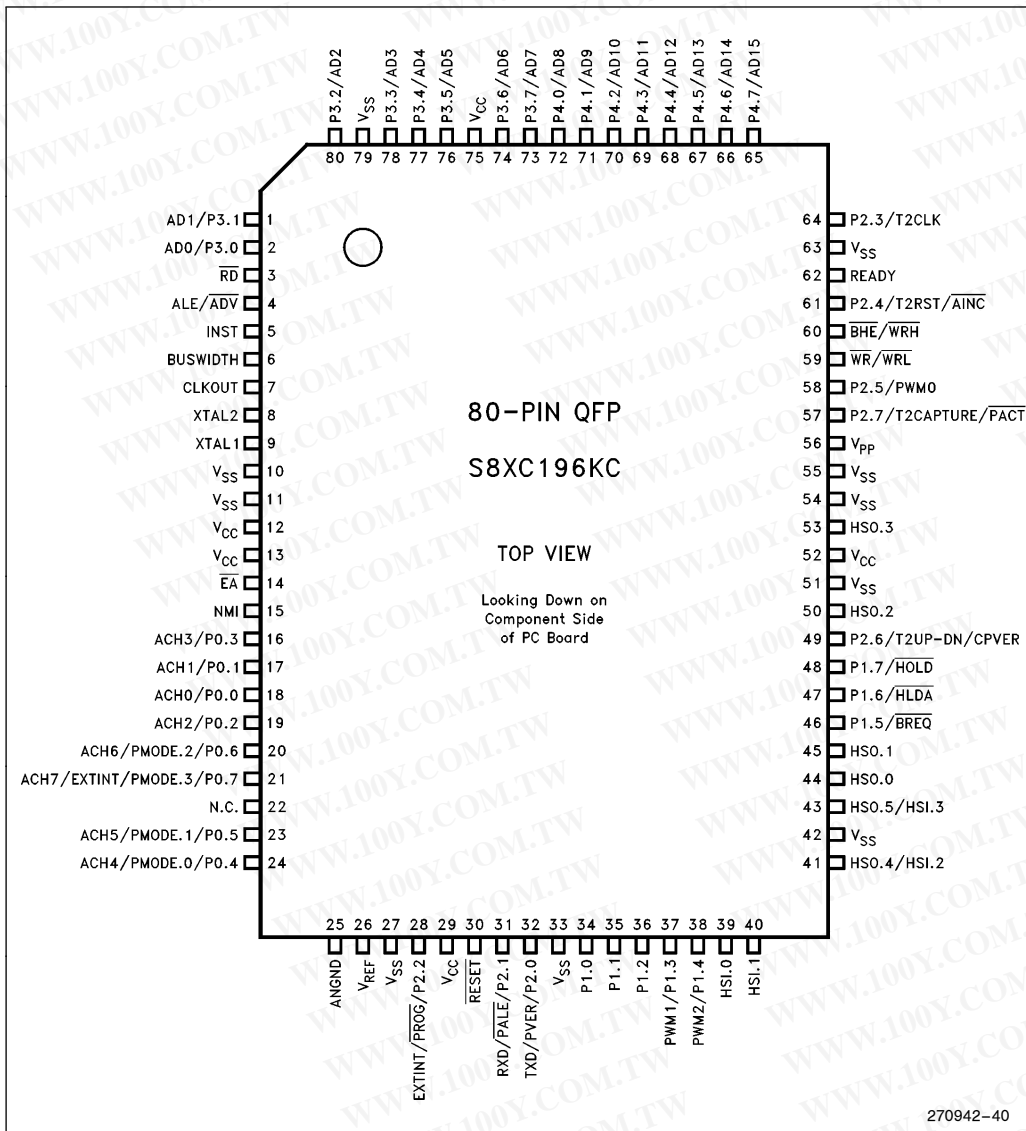 P3.2/AD2
VSS
P3.3/AD3
P3.4/AD4
P3.5/AD5
VCC
P3.6/AD6
P3.7/AD7
P4.0/AD8
P4.1/AD9
P4.2/AD10
P4.3/AD11
P4.4/AD12
P4.5/AD13
P4.6/AD14
P4.7/AD15
80 79 78 77 76 75 74 73 72 71 70 69 68 67 66 65
AD1/P3.1 1
AD0/P3.0 2
RD 3
ALE/ADV 4
INST 5
BUSWIDTH 6
CLKOUT 7
XTAL2 8
XTAL1 9
VSS 10
VSS 11
VCC 12
VCC 13
EA 14
NMI 15
ACH3/P0.3 16
ACH1/P0.1 17
ACH0/P0.0 18
ACH2/P0.2 19
ACH6/PMODE.2/P0.6 20
ACH7/EXTINT/PMODE.3/P0.7 21
N.C. 22
ACH5/PMODE.1/P0.5 23
ACH4/PMODE.0/P0.4 24
80-PIN QFP
S8XC196KC
TOP VIEW
Looking Down on
Component Side
of PC Board
64 P2.3/T2CLK
63 VSS
62 READY
61 P2.4/T2RST/AINC
60 BHE/WRH
59 WR/WRL
58 P2.5/PWM0
57 P2.7/T2CAPTURE/PACT
56 VPP
55 VSS
54 VSS
53 HSO.3
52 VCC
51 VSS
50 HSO.2
49 P2.6/T2UP-DN/CPVER
48 P1.7/HOLD
47 P1.6/HLDA
46 P1.5/BREQ
45 HSO.1
44 HSO.0
43 HSO.5/HSI.3
42 VSS
41 HSO.4/HSI.2
25 26 27 28 29 30 31 32 33 34 35 36 37 38 39 40
ANGND
VREF
VSS
EXTINT/PROG/P2.2
VCC
RESET
RXD/PALE/P2.1
TXD/PVER/P2.0
VSS
P1.0
P1.1
P1.2
PWM1/P1.3
PWM2/P1.4
HSI.0
HSI.1
270942-40
WWW.100Y.COM.TW